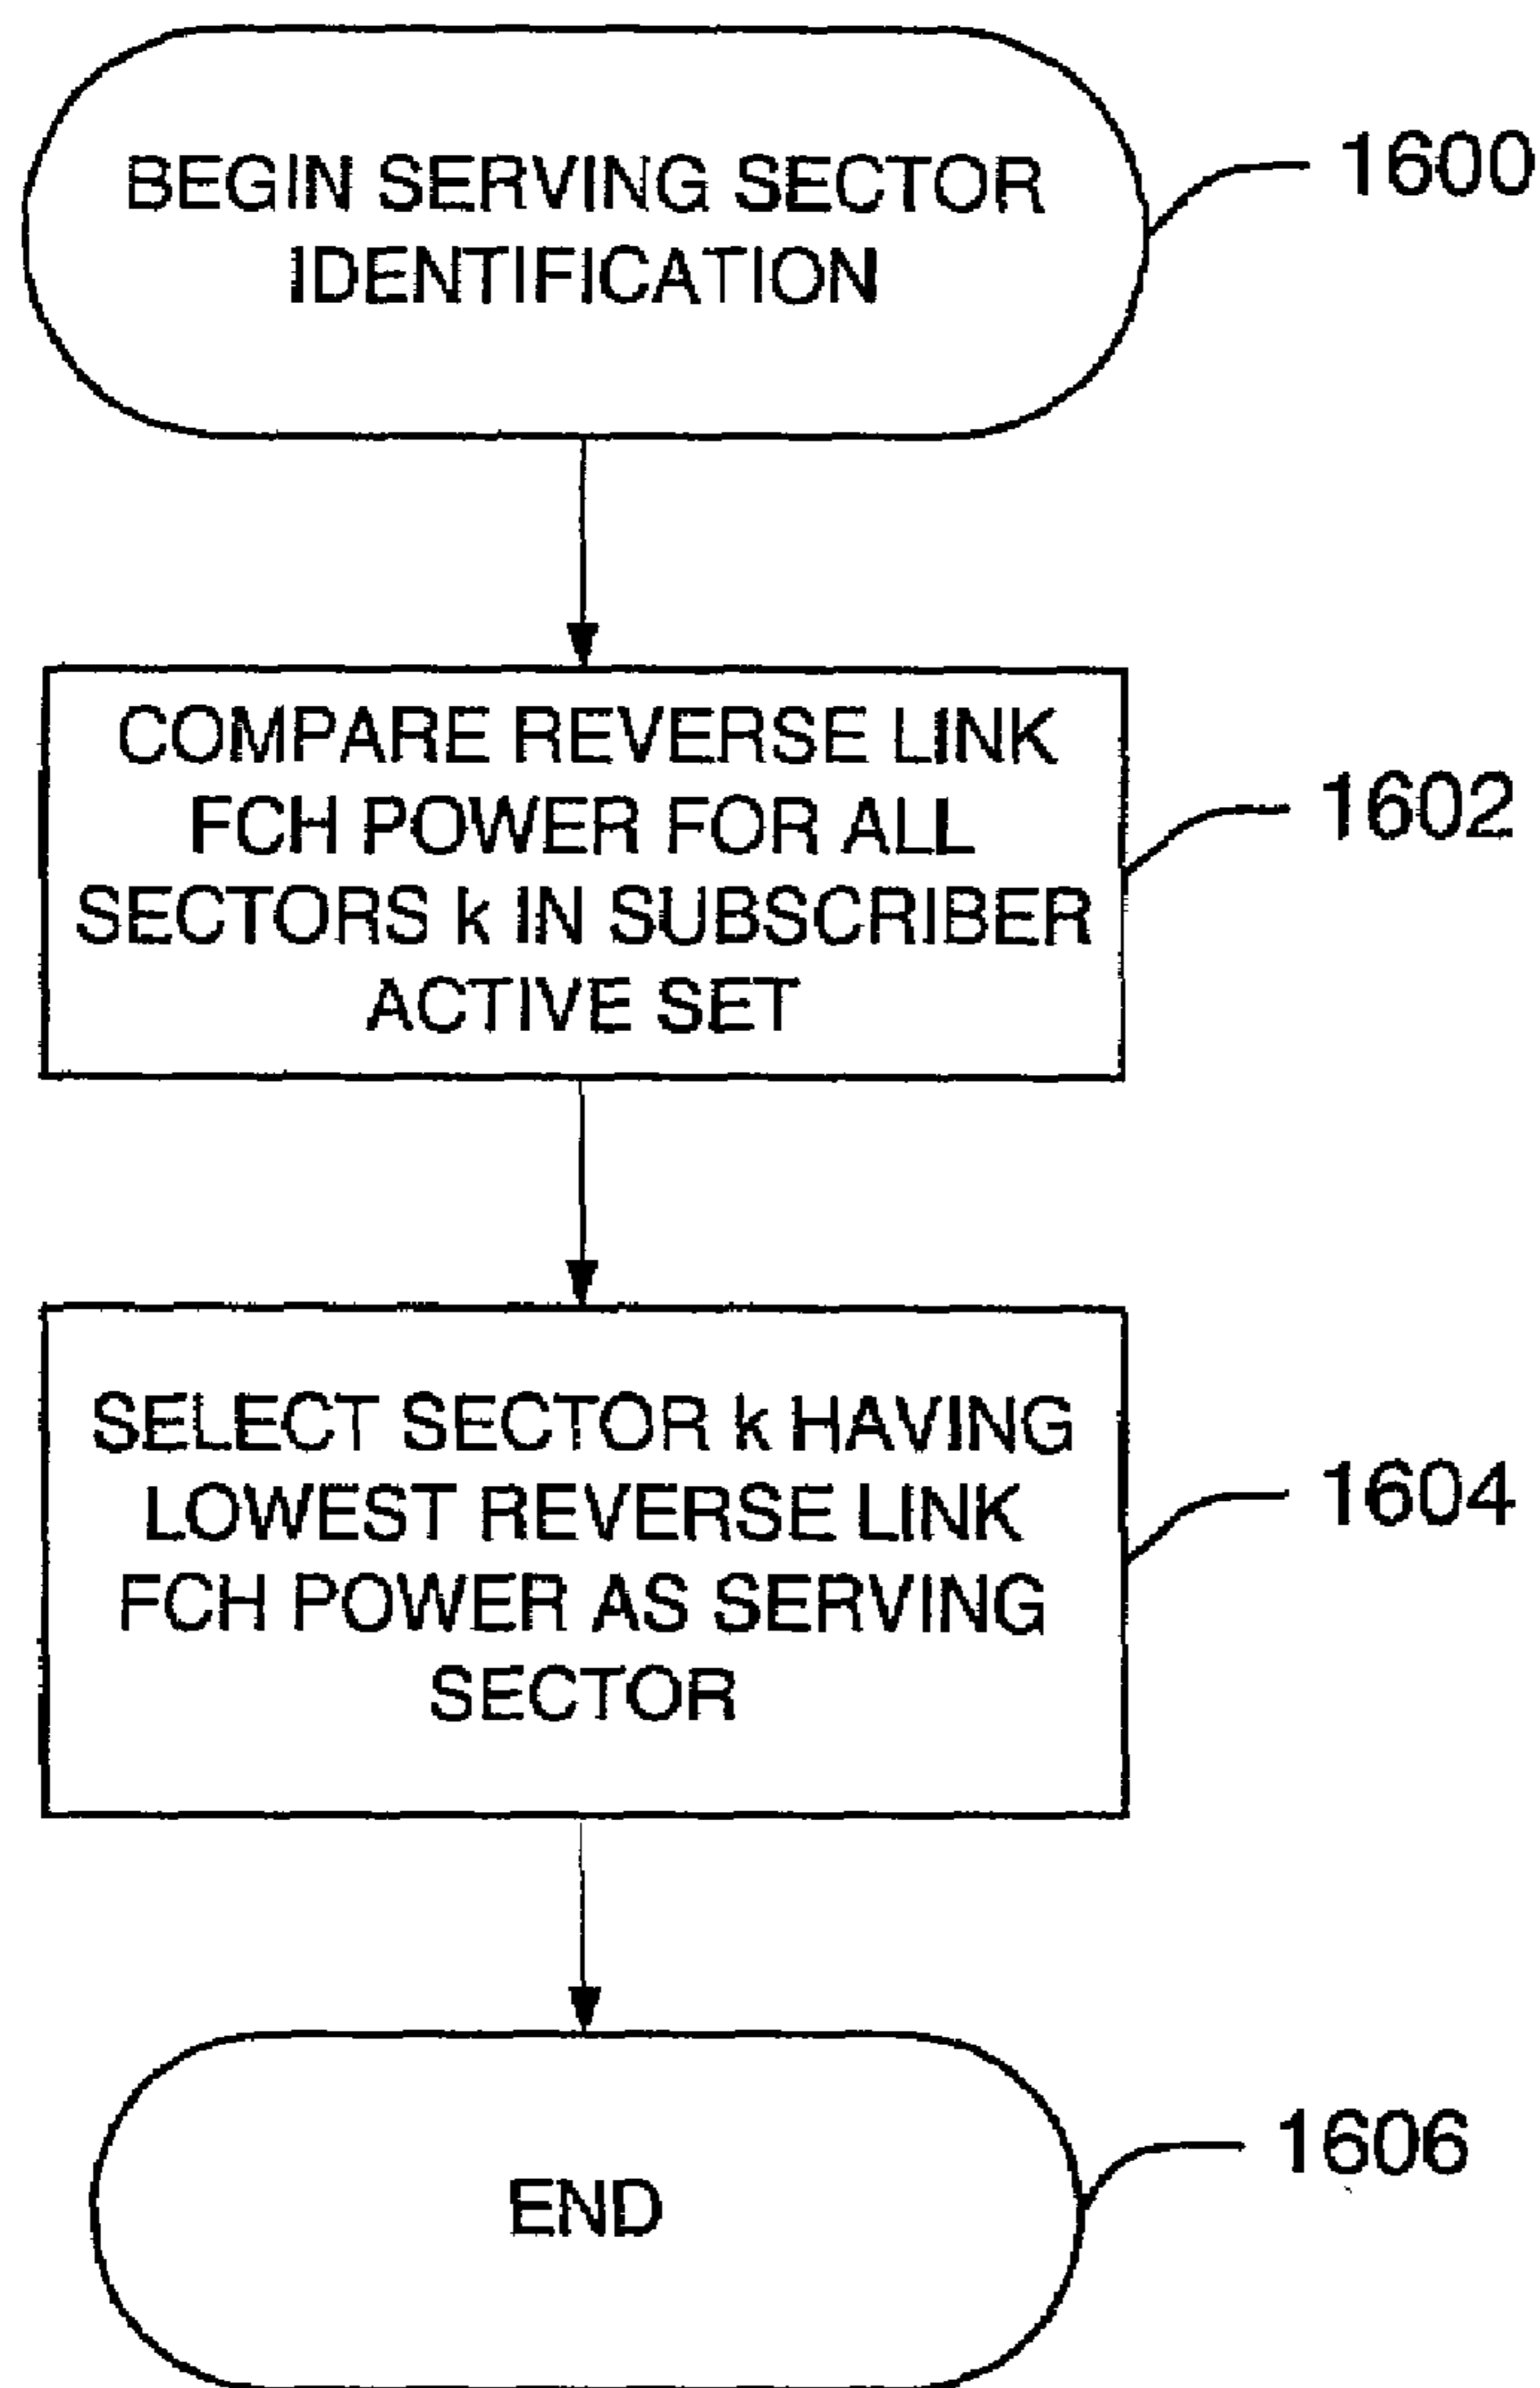 BEGIN SERVING SECTOR
IDENTIFICATION
1600
COMPARE REVERSE LINK
FCH POWER FOR ALL
SECTORS k IN SUBSCRIBER
ACTIVE SET
1602
SELECT SECTOR k HAVING
LOWEST REVERSE LINK
FCH POWER AS SERVING
SECTOR
1604
END
1606